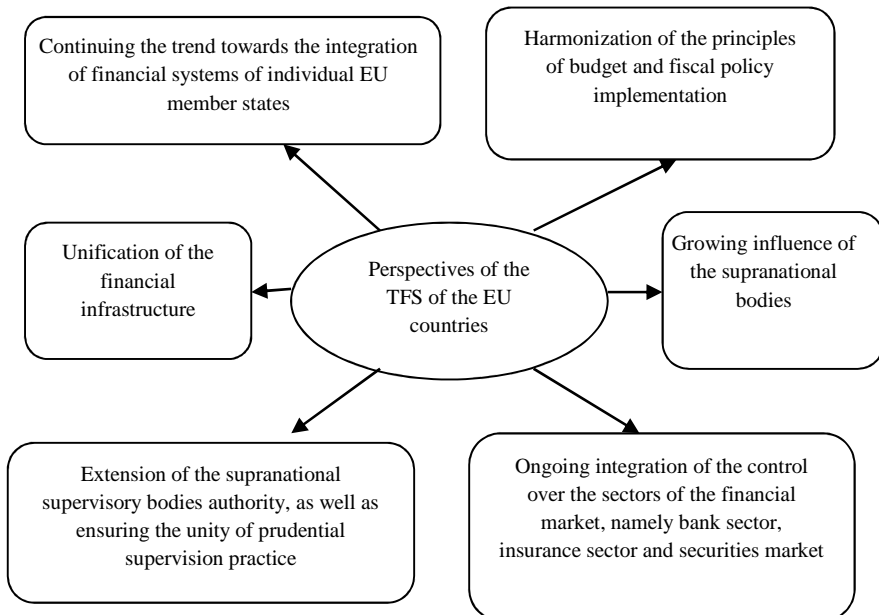 Continuing the trend towards the integration
of financial systems of individual EU
member states
Harmonization of the principles
of budget and fiscal policy
implementation
Unification of the
financial
infrastructure
Perspectives of the
TFS of the EU
countries
Growing influence of
the supranational
bodies
Extension of the supranational
supervisory bodies authority, as well as
ensuring the unity of prudential
supervision practice
Ongoing integration of the control
over the sectors of the financial
market, namely bank sector,
insurance sector and securities market